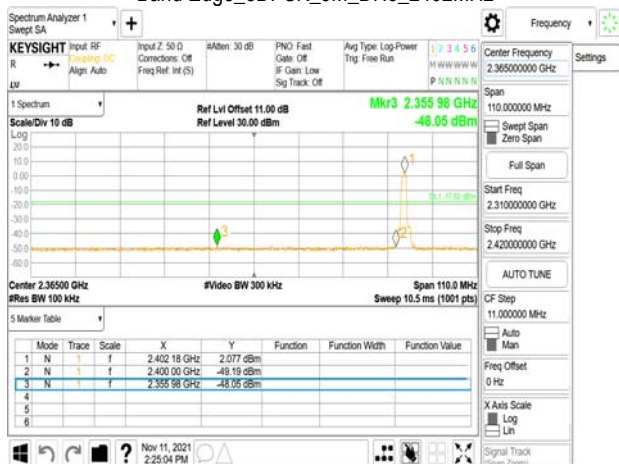 Spectrum Analyzer 1
Swept SA
+
Frequency
KEYSIGHT
Input: RF
Coupling: DC
Align: Auto
Input Z: 50 Ω
Corrections: Off
Freq Ref: Int (S)
#Atten: 30 dB
PNO: Fast
Gate: Off
IF Gain: Low
Sig Track: Off
Avg Type: Log-Power
Trig: Free Run
1 2 3 4 5 6
M W W W W W
P N N N N N
R
LVI
1 Spectrum
Scale/Div 10 dB
Log
Ref Lvl Offset 11.00 dB
Ref Level 30.00 dBm
Mkr3 2.355 98 GHz
-48.05 dBm
20.0
10.0
0.00
-10.0
-20.0
-30.0
-40.0
-50.0
-60.0
1
2
3
Center 2.36500 GHz
#Res BW 100 kHz
#Video BW 300 kHz
Span 110.0 MHz
Sweep 10.5 ms (1001 pts)
5 Marker Table
Mode Trace Scale X Y Function Function Width Function Value
1 N 1 f 2.402 18 GHz 2.077 dBm
2 N 1 f 2.400 00 GHz -49.19 dBm
3 N 1 f 2.355 98 GHz -48.05 dBm
4
5
6
Nov 11, 2021
2:25:04 PM
?
Center Frequency
2.365000000 GHz
Settings
Span
110.000000 MHz
Swept Span
Zero Span
Full Span
Start Freq
2.310000000 GHz
Stop Freq
2.420000000 GHz
AUTO TUNE
CF Step
11.000000 MHz
Auto
Man
Freq Offset
0 Hz
X Axis Scale
Log
Lin
Signal Track